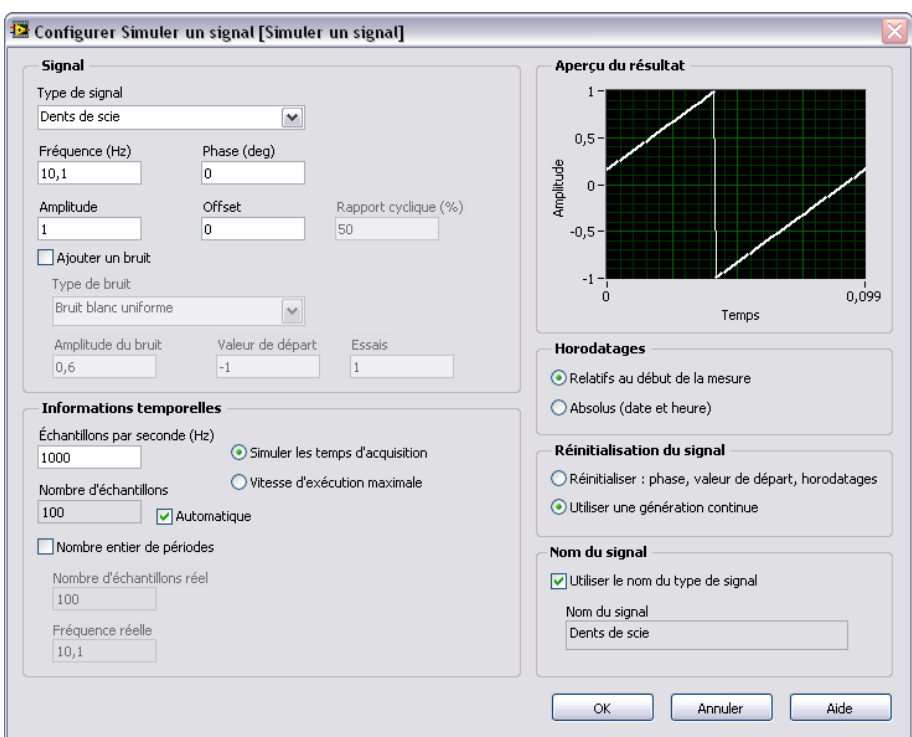 Configurer Simuler un signal [Simuler un signal]
Signal
Type de signal
Dents de scie
Fréquence (Hz) Phase (deg)
10,1 0
Amplitude Offset Rapport cyclique (%)
1 0 50
Ajouter un bruit
Type de bruit
Bruit blanc uniforme
Amplitude du bruit Valeur de départ Essais
0,6 -1 1
Informations temporelles
Échantillons par seconde (Hz)
1000
Simuler les temps d'acquisition
Vitesse d'exécution maximale
Nombre d'échantillons
100 Automatique
Nombre entier de périodes
Nombre d'échantillons réel
100
Fréquence réelle
10,1
Aperçu du résultat
Amplitude
1
0,5
0
-0,5
-1
0 0,099
Temps
Horodatages
Relatifs au début de la mesure
Absolus (date et heure)
Réinitialisation du signal
Réinitialiser : phase, valeur de départ, horodatages
Utiliser une génération continue
Nom du signal
Utiliser le nom du type de signal
Nom du signal
Dents de scie
OK Annuler Aide